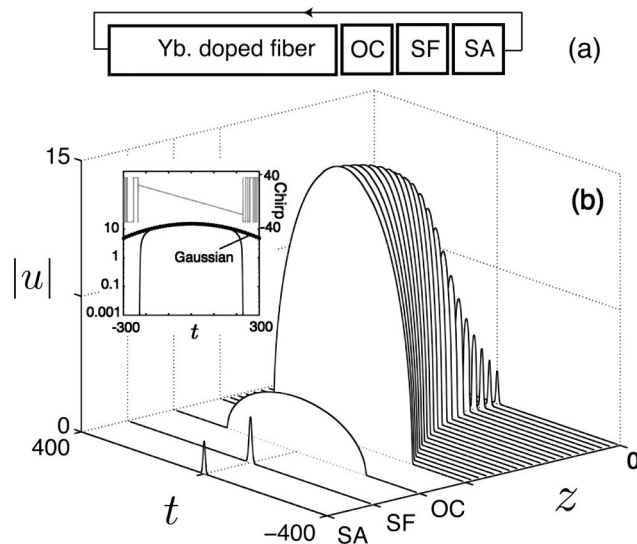 Yb. doped fiber
OC
SF
SA
(a)
15
(b)
|u|
0
400
t
-400
SA
SF
OC
z
0
40
Chirp
-40
10
1
0.1
0.001
Gaussian
-300
t
300